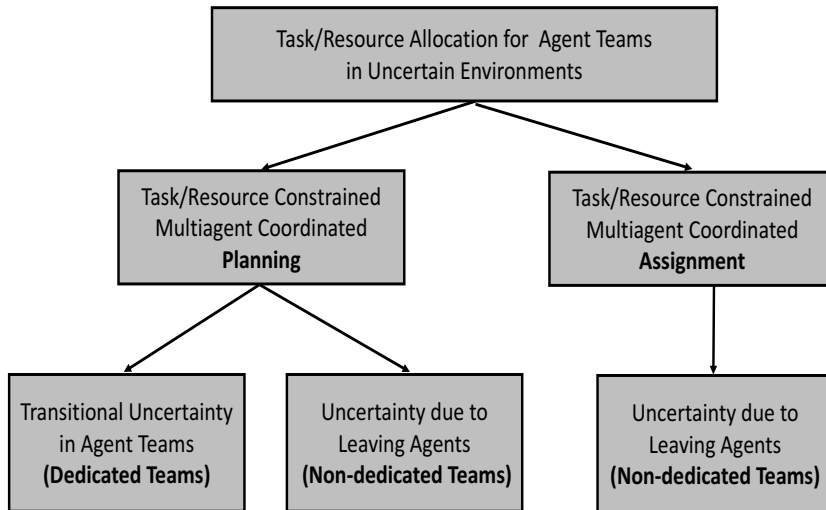 Task/Resource Allocation for Agent Teams
in Uncertain Environments
Task/Resource Constrained
Multiagent Coordinated
Planning
Task/Resource Constrained
Multiagent Coordinated
Assignment
Transitional Uncertainty
in Agent Teams
(Dedicated Teams)
Uncertainty due to
Leaving Agents
(Non-dedicated Teams)
Uncertainty due to
Leaving Agents
(Non-dedicated Teams)